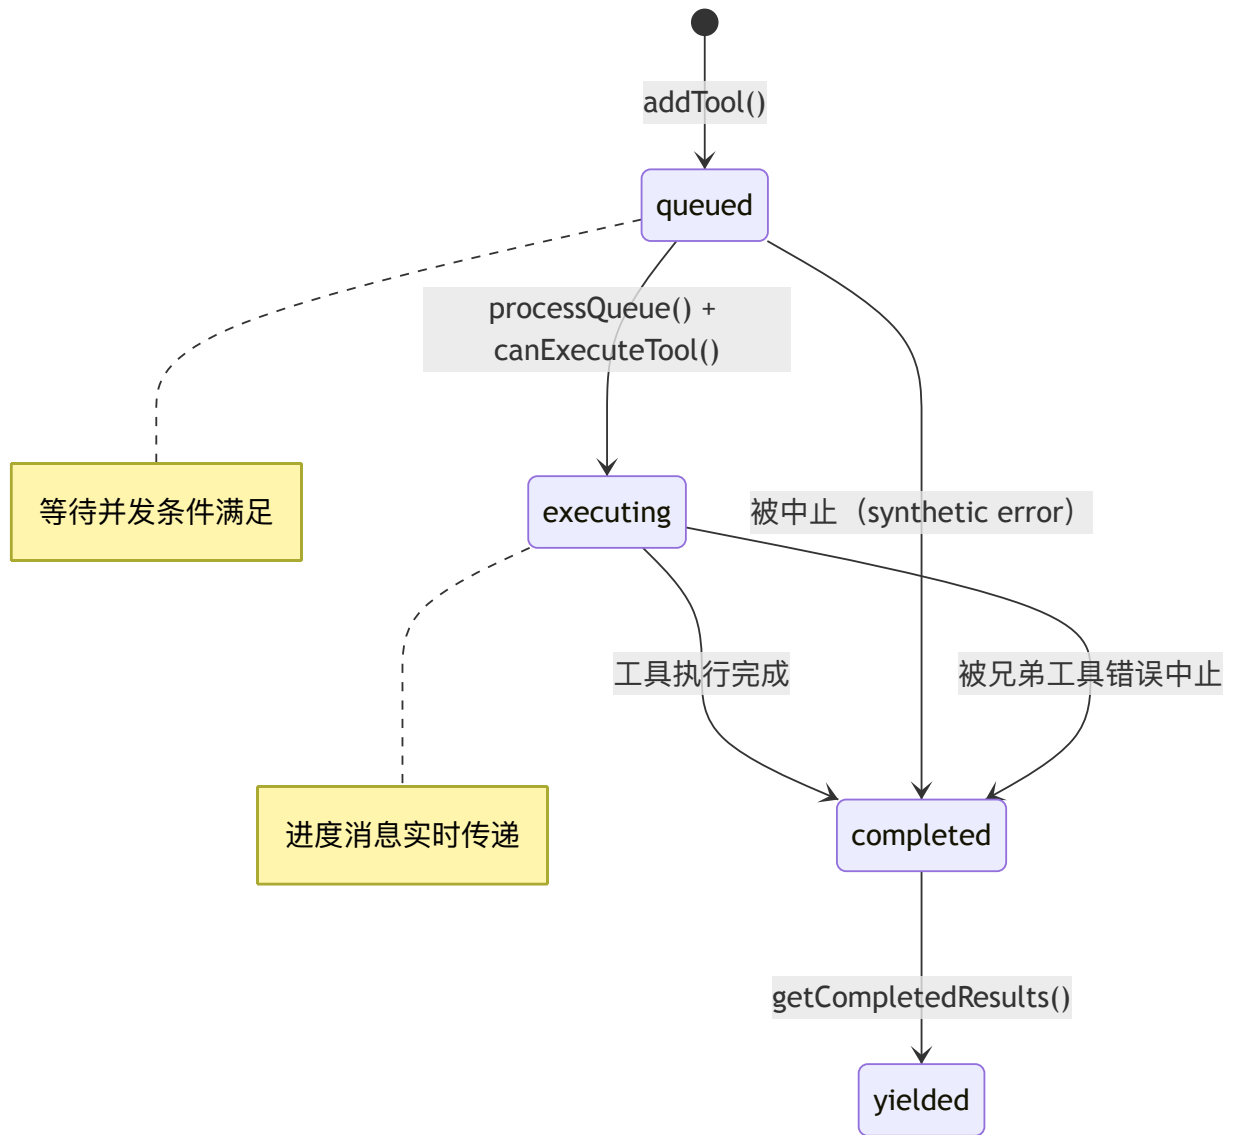 addTool()
queued
processQueue() +
canExecuteTool()
等待并发条件满足
executing
被中止（synthetic error）
工具执行完成
被兄弟工具错误中止
进度消息实时传递
completed
getCompletedResults()
yielded